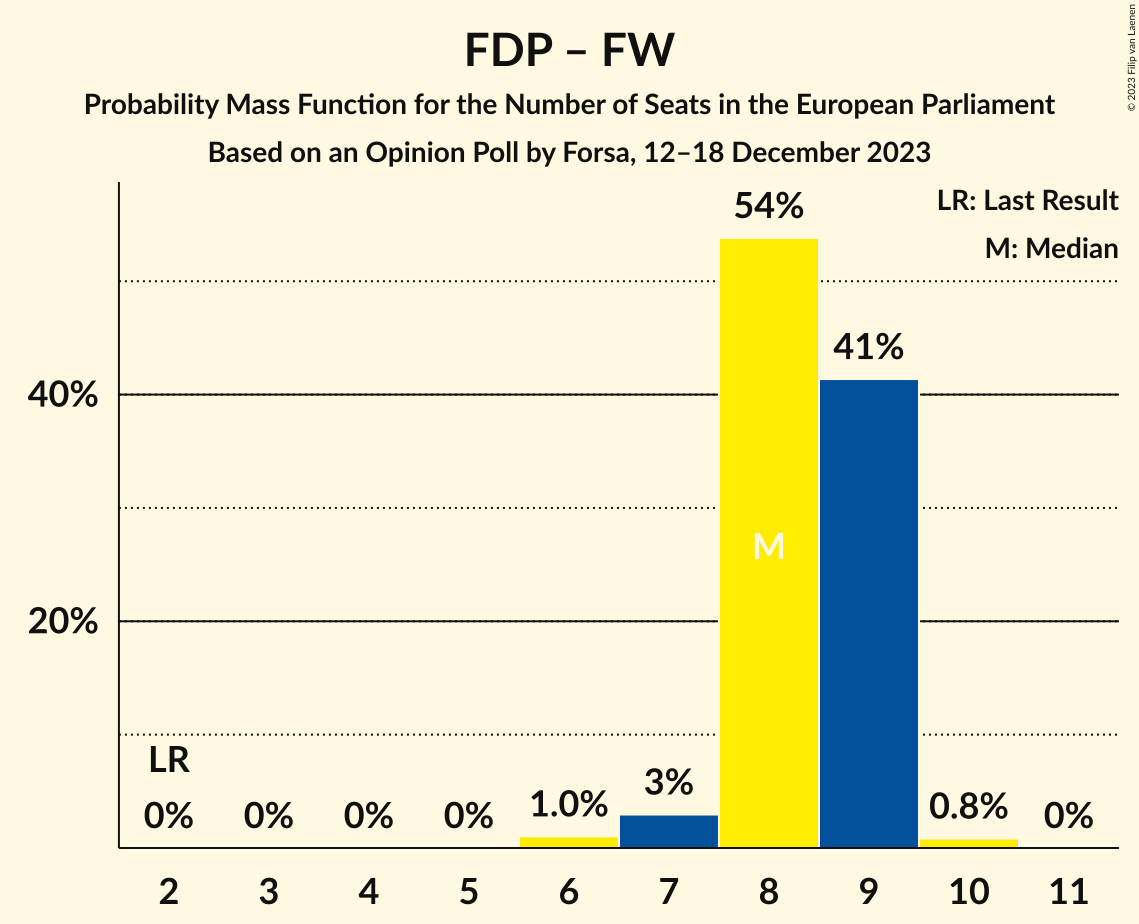 FDP – FW
Probability Mass Function for the Number of Seats in the European Parliament
Based on an Opinion Poll by Forsa, 12–18 December 2023
© 2023 Filip van Laenen
LR: Last Result
M: Median
54%
41%
40%
M
20%
LR
0%
0%
0%
0%
1.0%
3%
0.8%
0%
2
3
4
5
6
7
8
9
10
11